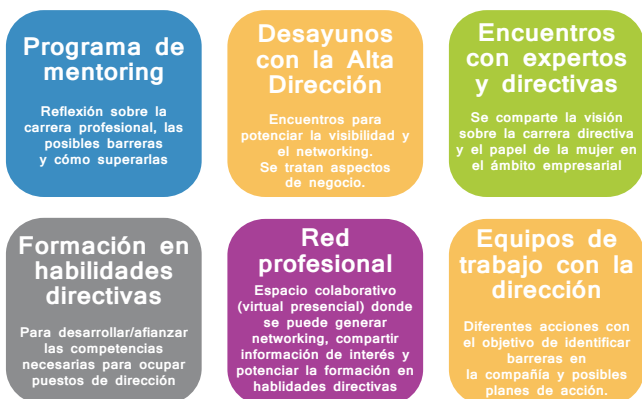 Programa de
mentoring
Reflexión sobre la
carrera profesional, las
posibles barreras
y cómo superarlas
Desayunos
con la Alta
Dirección
Encuentros para
potenciar la visibilidad y
el networking.
Se tratan aspectos
de negocio.
Encuentros
con expertos
y directivas
Se comparte la visión
sobre la carrera directiva
y el papel de la mujer en
el ámbito empresarial
Formación en
habilidades
directivas
Para desarrollar/afianzar
las competencias
necesarias para ocupar
puestos de dirección
Red
profesional
Espacio colaborativo
(virtual presencial) donde
se puede generar
networking, compartir
información de interés y
potenciar la formación en
hablidades directivas
Equipos de
trabajo con la
dirección
Diferentes acciones con
el objetivo de identificar
barreras en
la compañía y posibles
planes de acción.